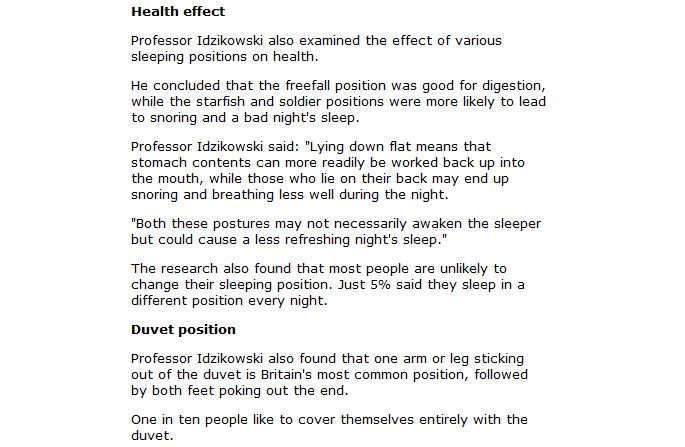 Health effect
Professor Idzikowski also examined the effect of various
sleeping positions on health.
He concluded that the freefall position was good for digestion,
while the starfish and soldier positions were more likely to lead
to snoring and a bad night's sleep.
Professor Idzikowski said: "Lying down flat means that
stomach contents can more readily be worked back up into
the mouth, while those who lie on their back may end up
snoring and breathing less well during the night.
"Both these postures may not necessarily awaken the sleeper
but could cause a less refreshing night's sleep."
The research also found that most people are unlikely to
change their sleeping position. Just 5% said they sleep in a
different position every night.
Duvet position
Professor Idzikowski also found that one arm or leg sticking
out of the duvet is Britain's most common position, followed
by both feet poking out the end.
One in ten people like to cover themselves entirely with the
duvet.